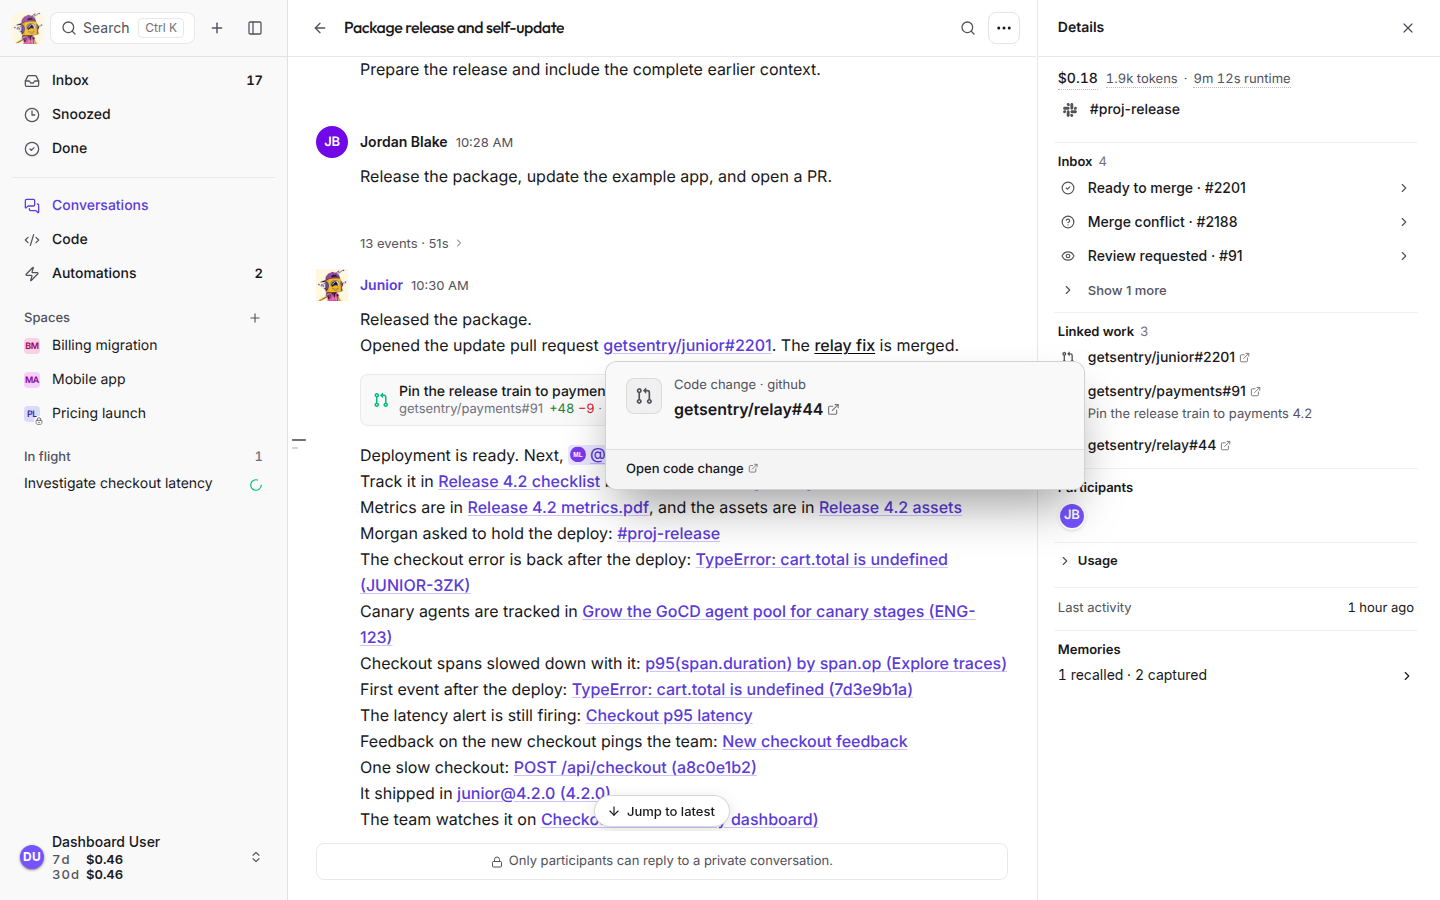 Search Ctrl K
Inbox 17
Snoozed
Done
Conversations
Code
Automations 2
Spaces
BM Billing migration
MA Mobile app
PL Pricing launch
In flight 1
Investigate checkout latency
DU Dashboard User
7d $0.46
30d $0.46
Package release and self-update
Prepare the release and include the complete earlier context.
JB Jordan Blake 10:28 AM
Release the package, update the example app, and open a PR.
13 events · 51s
Junior 10:30 AM
Released the package.
Opened the update pull request getsentry/junior#2201. The relay fix is merged.
Pin the release train to paymen
getsentry/payments#91 +48 −9 ·
Code change · github
getsentry/relay#44
Open code change
Deployment is ready. Next, ML @
Track it in Release 4.2 checklist
Metrics are in Release 4.2 metrics.pdf, and the assets are in Release 4.2 assets
Morgan asked to hold the deploy: #proj-release
The checkout error is back after the deploy: TypeError: cart.total is undefined
(JUNIOR-3ZK)
Canary agents are tracked in Grow the GoCD agent pool for canary stages (ENG-
123)
Checkout spans slowed down with it: p95(span.duration) by span.op (Explore traces)
First event after the deploy: TypeError: cart.total is undefined (7d3e9b1a)
The latency alert is still firing: Checkout p95 latency
Feedback on the new checkout pings the team: New checkout feedback
One slow checkout: POST /api/checkout (a8c0e1b2)
It shipped in junior@4.2.0 (4.2.0)
The team watches it on Checko dashboard)
Jump to latest
Only participants can reply to a private conversation.
Details
$0.18 1.9k tokens · 9m 12s runtime
#proj-release
Inbox 4
Ready to merge · #2201
Merge conflict · #2188
Review requested · #91
Show 1 more
Linked work 3
getsentry/junior#2201
getsentry/payments#91
Pin the release train to payments 4.2
getsentry/relay#44
Participants
JB
Usage
Last activity 1 hour ago
Memories
1 recalled · 2 captured